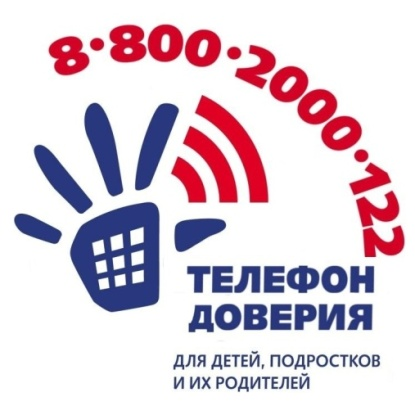 8·800·2000·122
ТЕЛЕФОН
ДОВЕРИЯ
ДЛЯ ДЕТЕЙ, ПОДРОСТКОВ
И ИХ РОДИТЕЛЕЙ